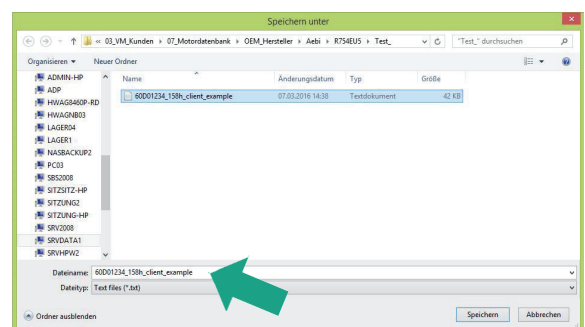 Speichern unter
« 03_VM_Kunden ▸ 07_Motordatenbank ▸ OEM_Hersteller ▸ Aebi ▸ R754EU5 ▸ Test_
"Test_" durchsuchen
Organisieren Neuer Ordner
Name Änderungsdatum Typ Größe
60D01234_158h_client_example 07.03.2016 14:38 Textdokument 42 KB
ADMIN-HP
ADP
HWAG8460P-RD
HWAGNB03
LAGER04
LAGER1
NASBACKUP2
PC03
SBS2008
SITZSITZ-HP
SITZUNG2
SITZUNG-HP
SRV2008
SRVDATA1
SRVHPW2
Dateiname: 60D01234_158h_client_example
Dateityp: Text files (*.txt)
Ordner ausblenden Speichern Abbrechen